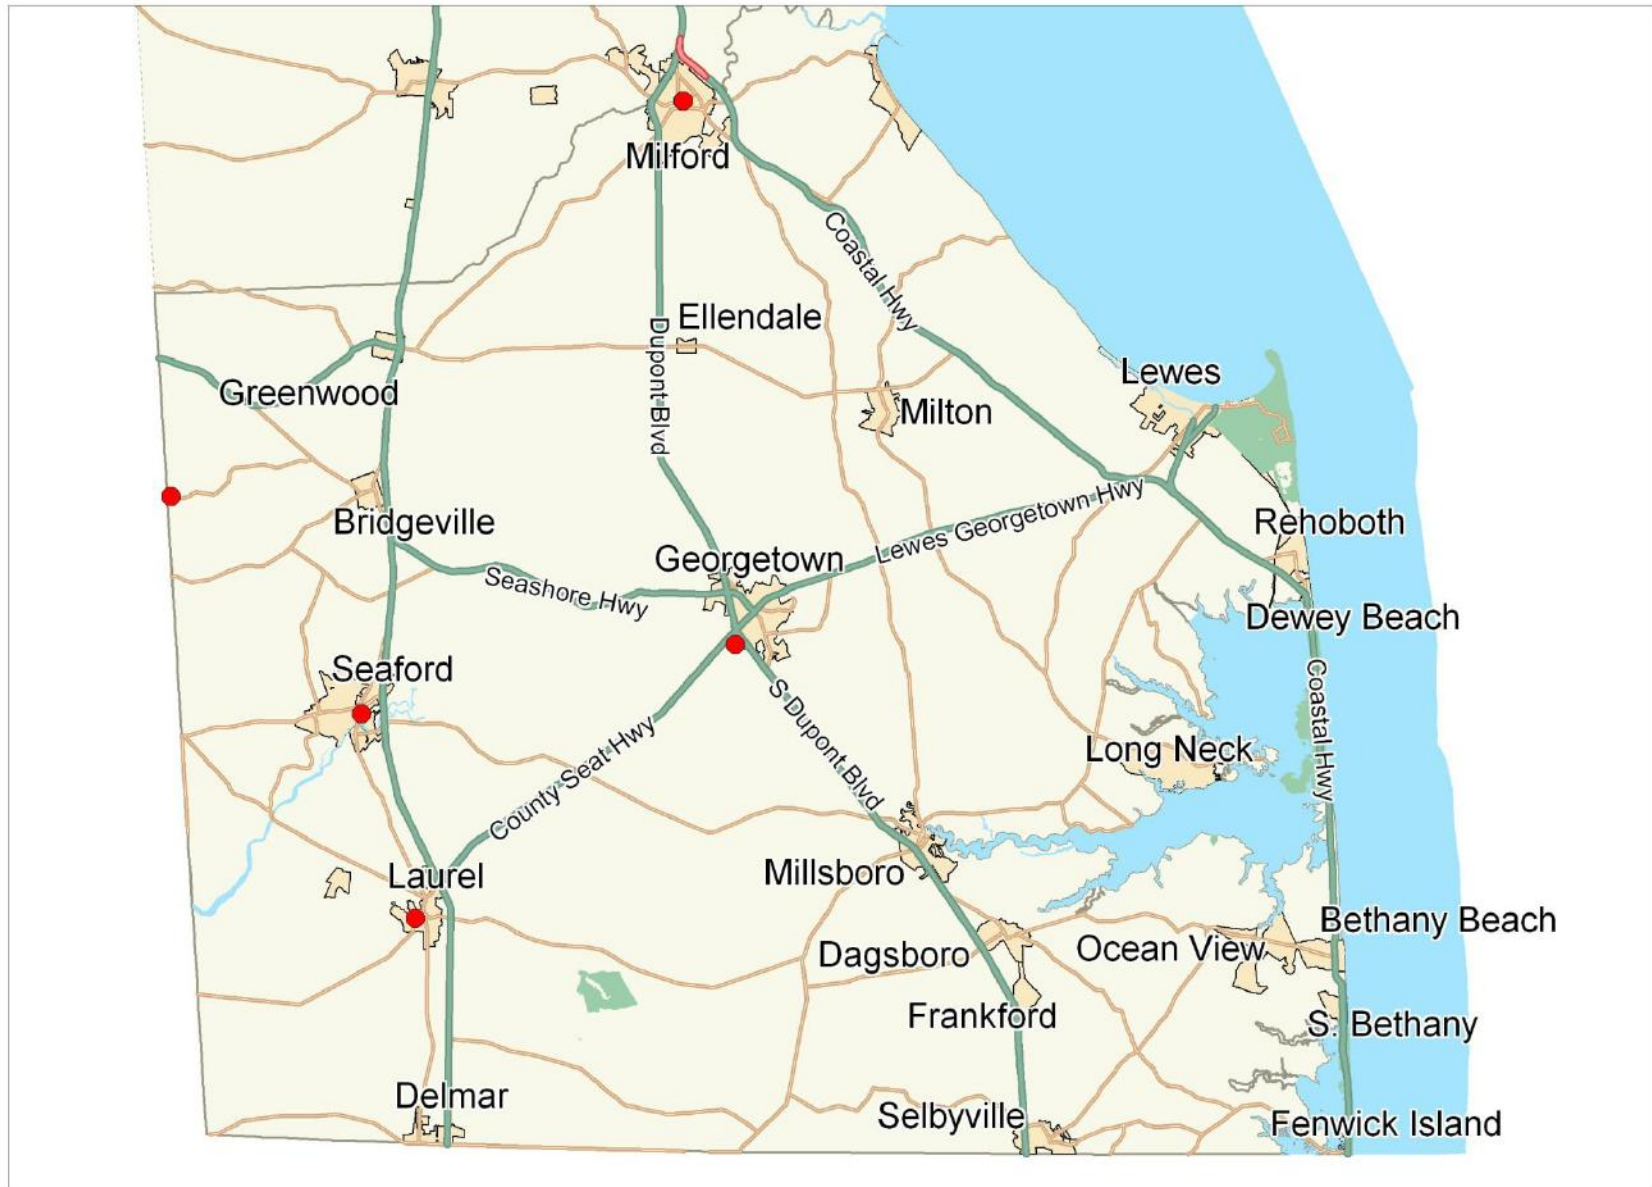 Milford
Coastal Hwy
Ellendale
Dupont Blvd
Lewes
Greenwood
Milton
Rehoboth
Bridgeville
Lewes Georgetown Hwy
Georgetown
Seashore Hwy
Dewey Beach
Seaford
S Dupont Blvd
Coastal Hwy
Long Neck
County Seat Hwy
Millsboro
Laurel
Bethany Beach
Ocean View
Dagsboro
Frankford
S. Bethany
Delmar
Selbyville
Fenwick Island